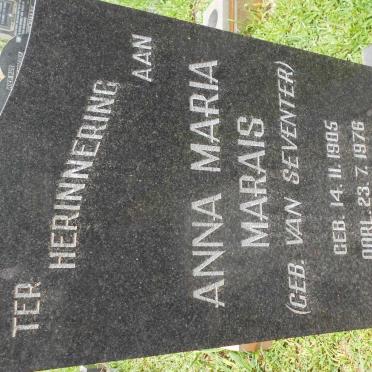 TER HERINNERING
AAN
ANNA MARIA
MARAIS
(GEB. VAN SEVENTER)
GEB. 14. 11. 1905
OORL. 23. 7. 1976